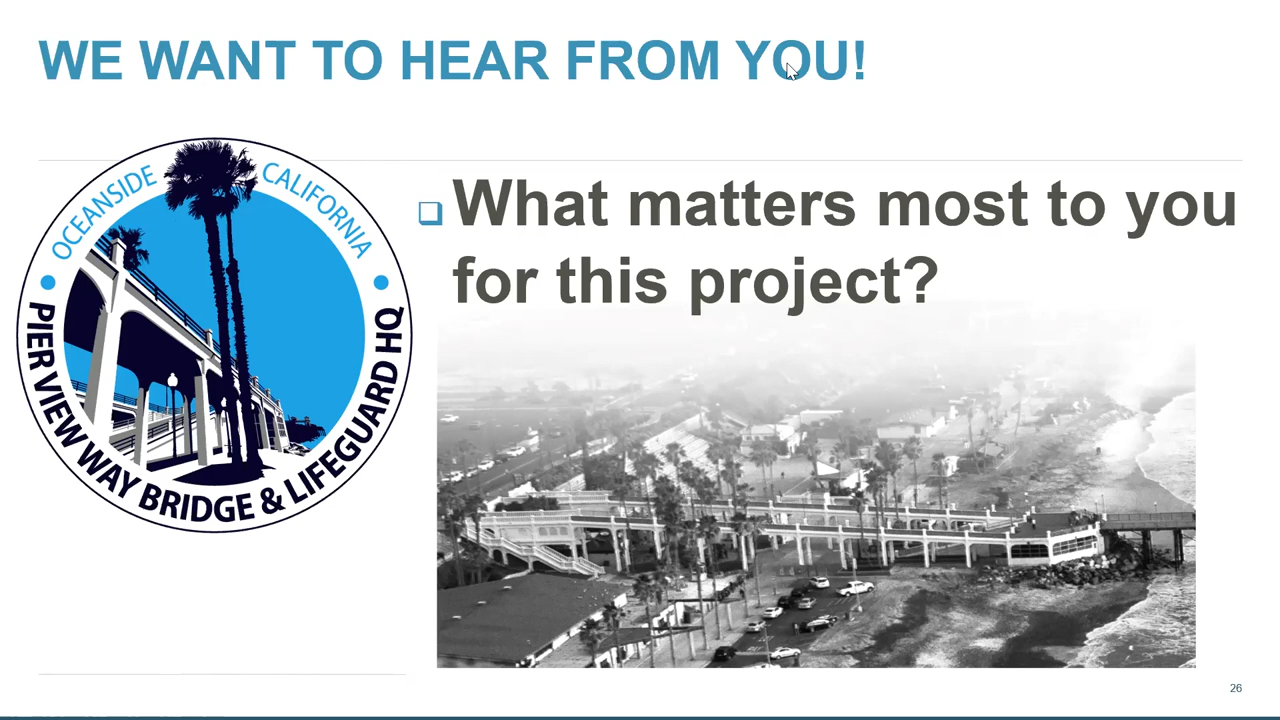 WE WANT TO HEAR FROM YOU!
OCEANSIDE CALIFORNIA
PIER VIEW WAY BRIDGE & LIFEGUARD HQ
What matters most to you
for this project?
26